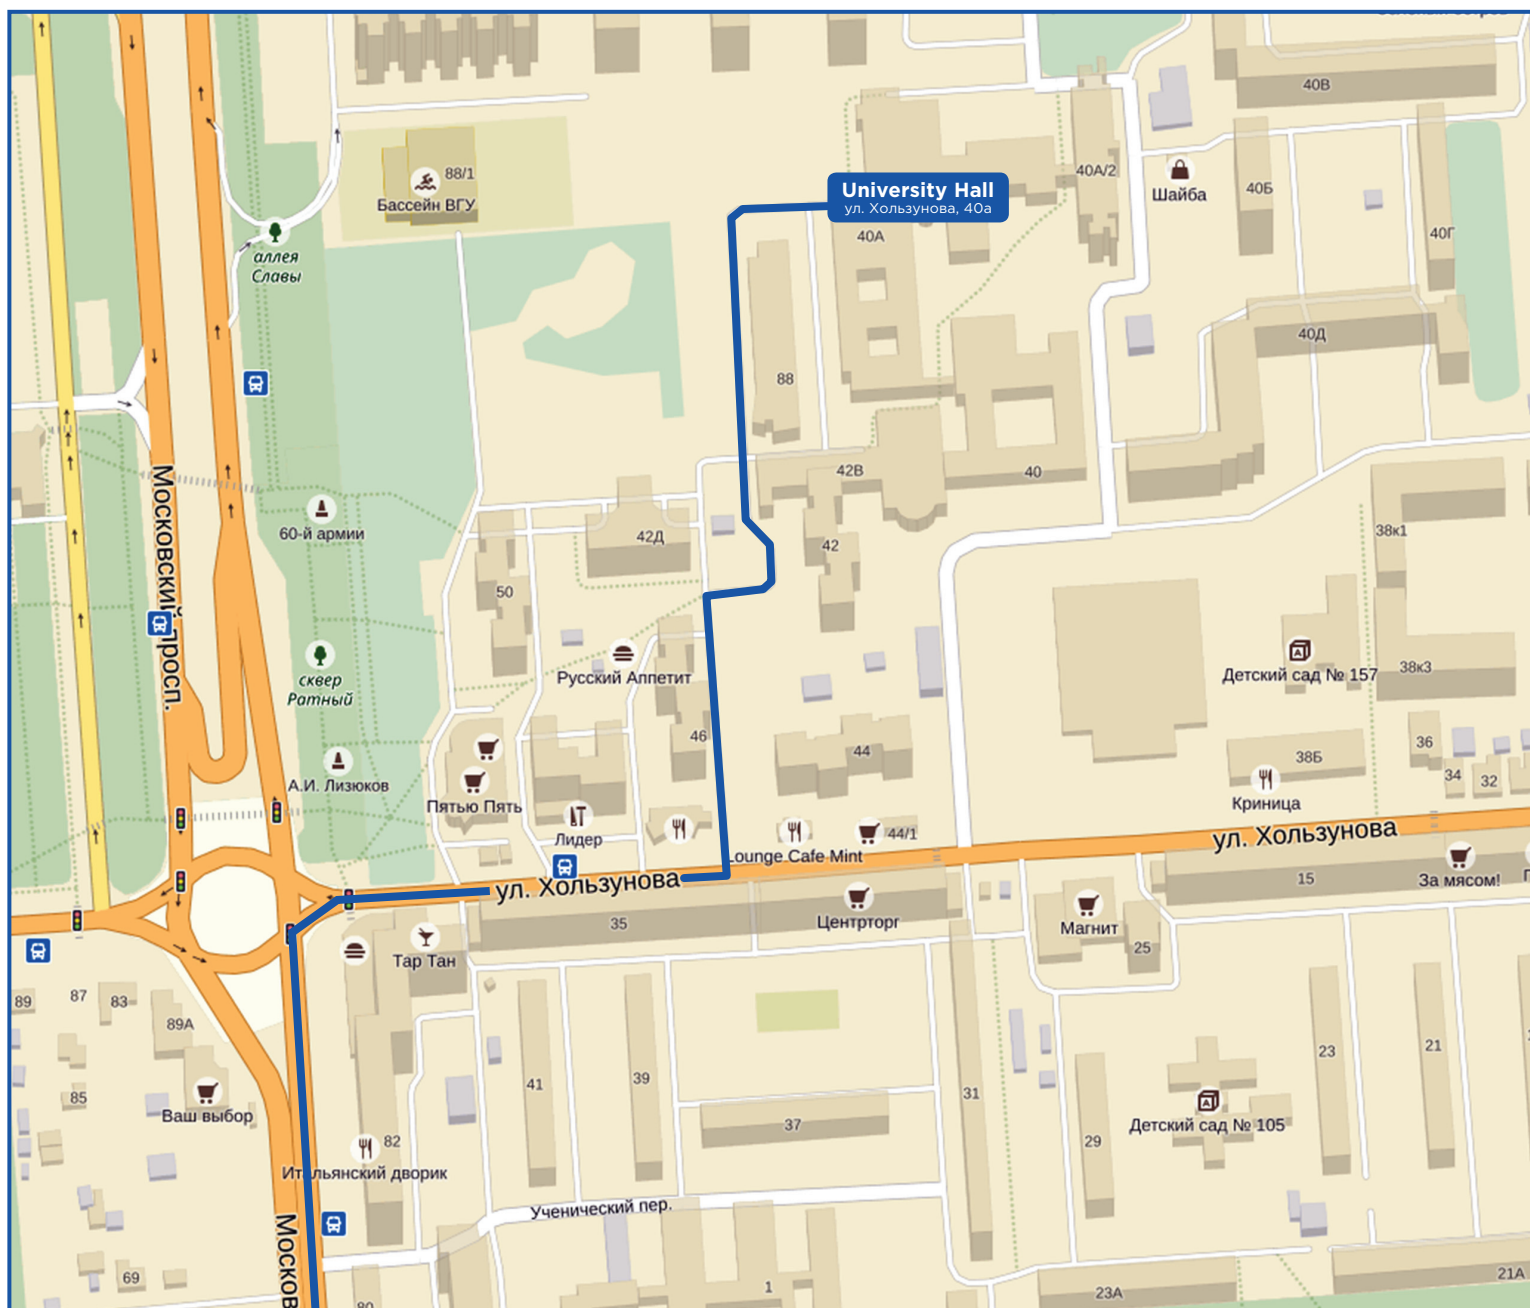 40В
88/1
Бассейн ВГУ
40А/2
Шайба
40Б
University Hall
ул. Хользунова, 40а
40А
40Г
аллея
Славы
40Д
88
Московский просп.
42В
40
60-й армии
42Д
42
38к1
50
сквер
Ратный
Русский Аппетит
Детский сад № 157
38к3
46
44
36
38Б
34
32
А.И. Лизюков
Пятью Пять
Криница
Лидер
44/1
ул. Хользунова
Lounge Cafe Mint
ул. Хользунова
15
За мясом!
35
Центрторг
Магнит
25
Тар Тан
89
87
83
89А
41
39
31
23
21
85
Ваш выбор
37
29
Детский сад № 105
82
Итальянский дворик
Ученический пер.
Москов
69
1
80
23А
21А